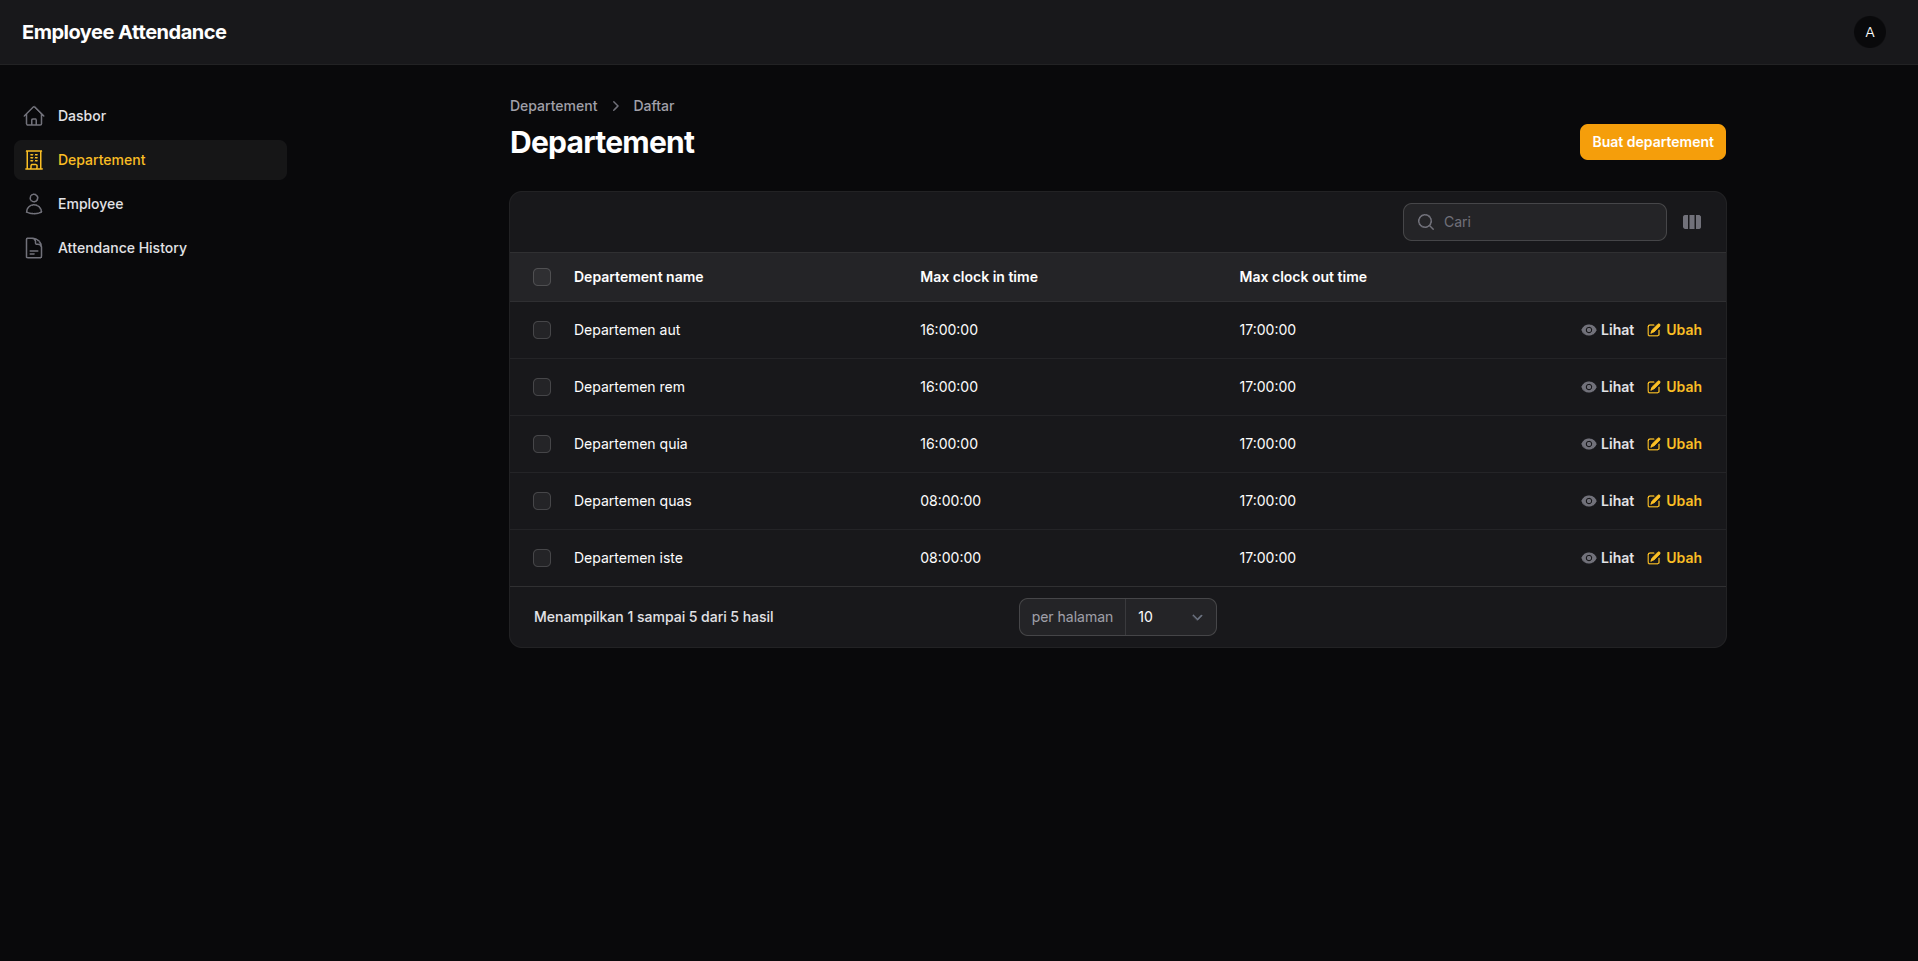 Employee Attendance
A
Dasbor
Departement
Employee
Attendance History
Departement > Daftar
Departement
Buat departement
Cari
Departement name Max clock in time Max clock out time
Departemen aut 16:00:00 17:00:00 Lihat Ubah
Departemen rem 16:00:00 17:00:00 Lihat Ubah
Departemen quia 16:00:00 17:00:00 Lihat Ubah
Departemen quas 08:00:00 17:00:00 Lihat Ubah
Departemen iste 08:00:00 17:00:00 Lihat Ubah
Menampilkan 1 sampai 5 dari 5 hasil per halaman 10